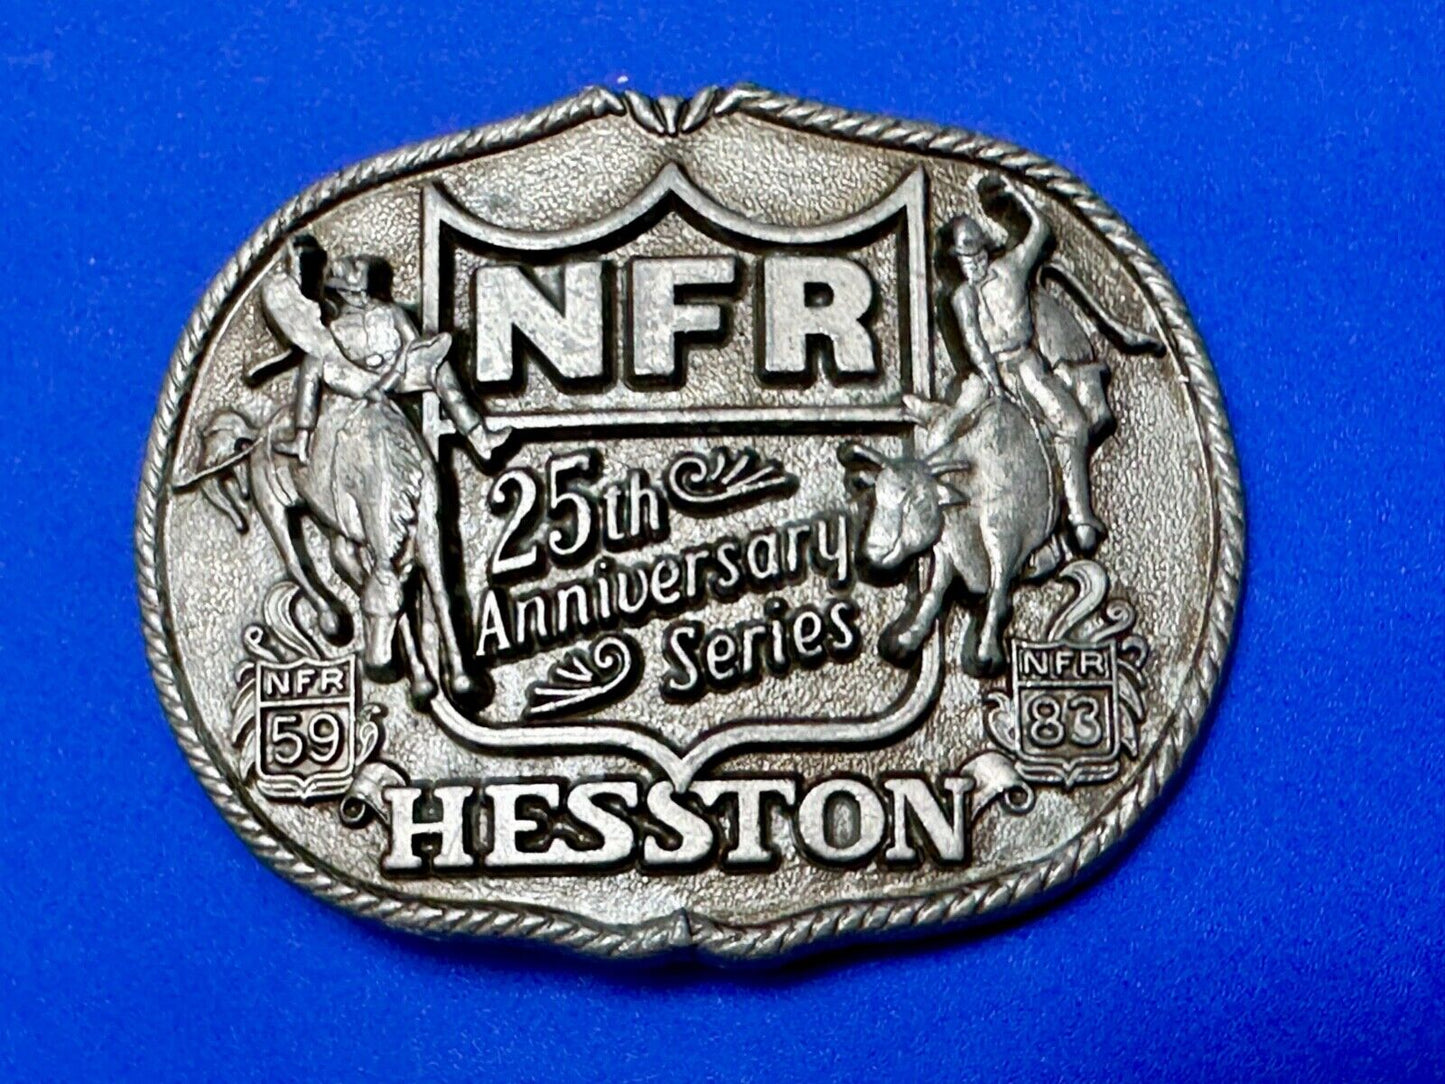 NFR
25th
Anniversary
Series
NFR
59
NFR
83
HESSTON